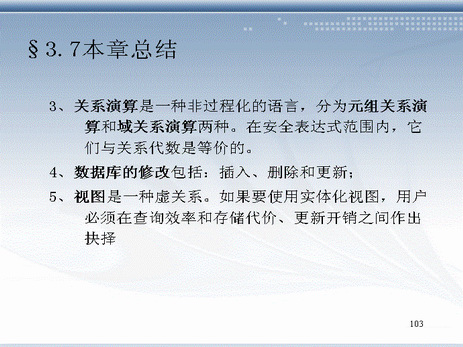 §3.7本章总结
3、关系演算是一种非过程化的语言，分为元组关系演
算和域关系演算两种。在安全表达式范围内，它
们与关系代数是等价的。
4、数据库的修改包括：插入、删除和更新；
5、视图是一种虚关系。如果要使用实体化视图，用户
必须在查询效率和存储代价、更新开销之间作出
抉择
103